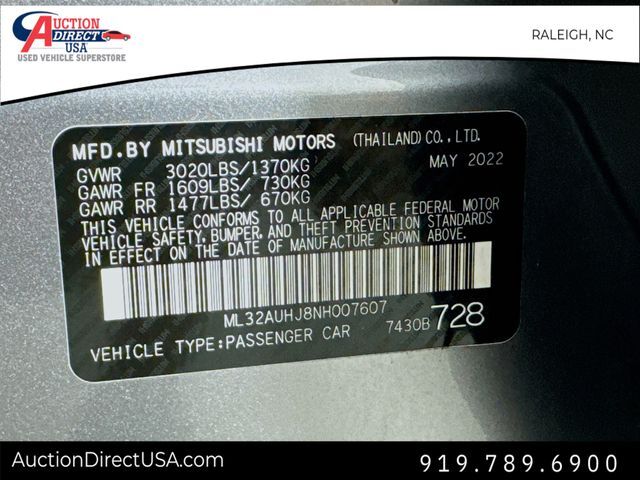 AUCTION
DIRECT
USA
USED VEHICLE SUPERSTORE
RALEIGH, NC
MFD.BY MITSUBISHI MOTORS (THAILAND)CO.,LTD.
GVWR 3020LBS/1370KG MAY 2022
GAWR FR 1609LBS/ 730KG
GAWR RR 1477LBS/ 670KG
THIS VEHICLE CONFORMS TO ALL APPLICABLE FEDERAL MOTOR
VEHICLE SAFETY, BUMPER, AND THEFT PREVENTION STANDARDS
IN EFFECT ON THE DATE OF MANUFACTURE SHOWN ABOVE.
ML32AUHJ8NH007607
VEHICLE TYPE:PASSENGER CAR 7430B 728
AuctionDirectUSA.com
919.789.6900